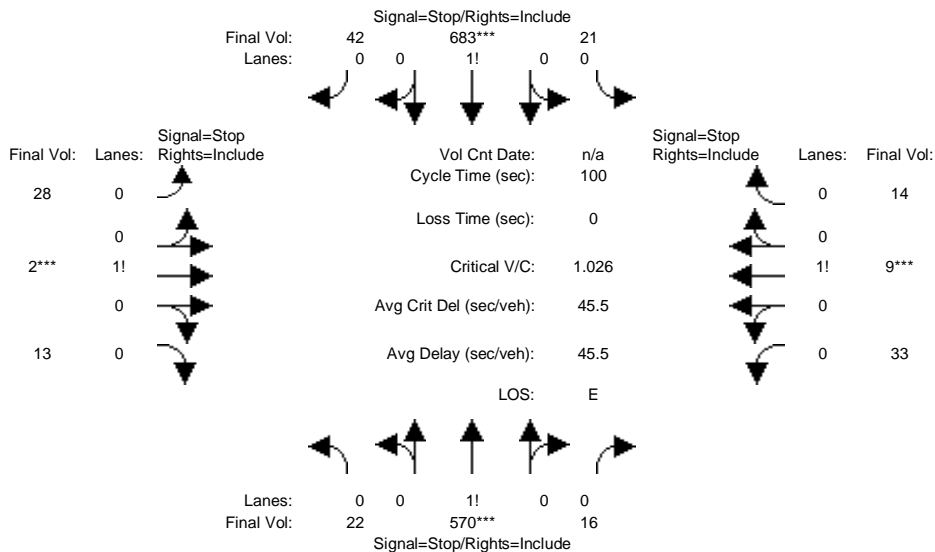 Signal=Stop/Rights=Include
Final Vol: 42 683*** 21
Lanes: 0 0 1! 0 0
Signal=Stop
Final Vol: Lanes: Rights=Include
Vol Cnt Date: n/a
Signal=Stop
Rights=Include Lanes: Final Vol:
Cycle Time (sec): 100
28 0
0 14
Loss Time (sec): 0
0
0
2*** 1!
Critical V/C: 1.026
1! 9***
0
Avg Crit Del (sec/veh): 45.5
0
13 0
Avg Delay (sec/veh): 45.5
0 33
LOS: E
Lanes: 0 0 1! 0 0
Final Vol: 22 570*** 16
Signal=Stop/Rights=Include